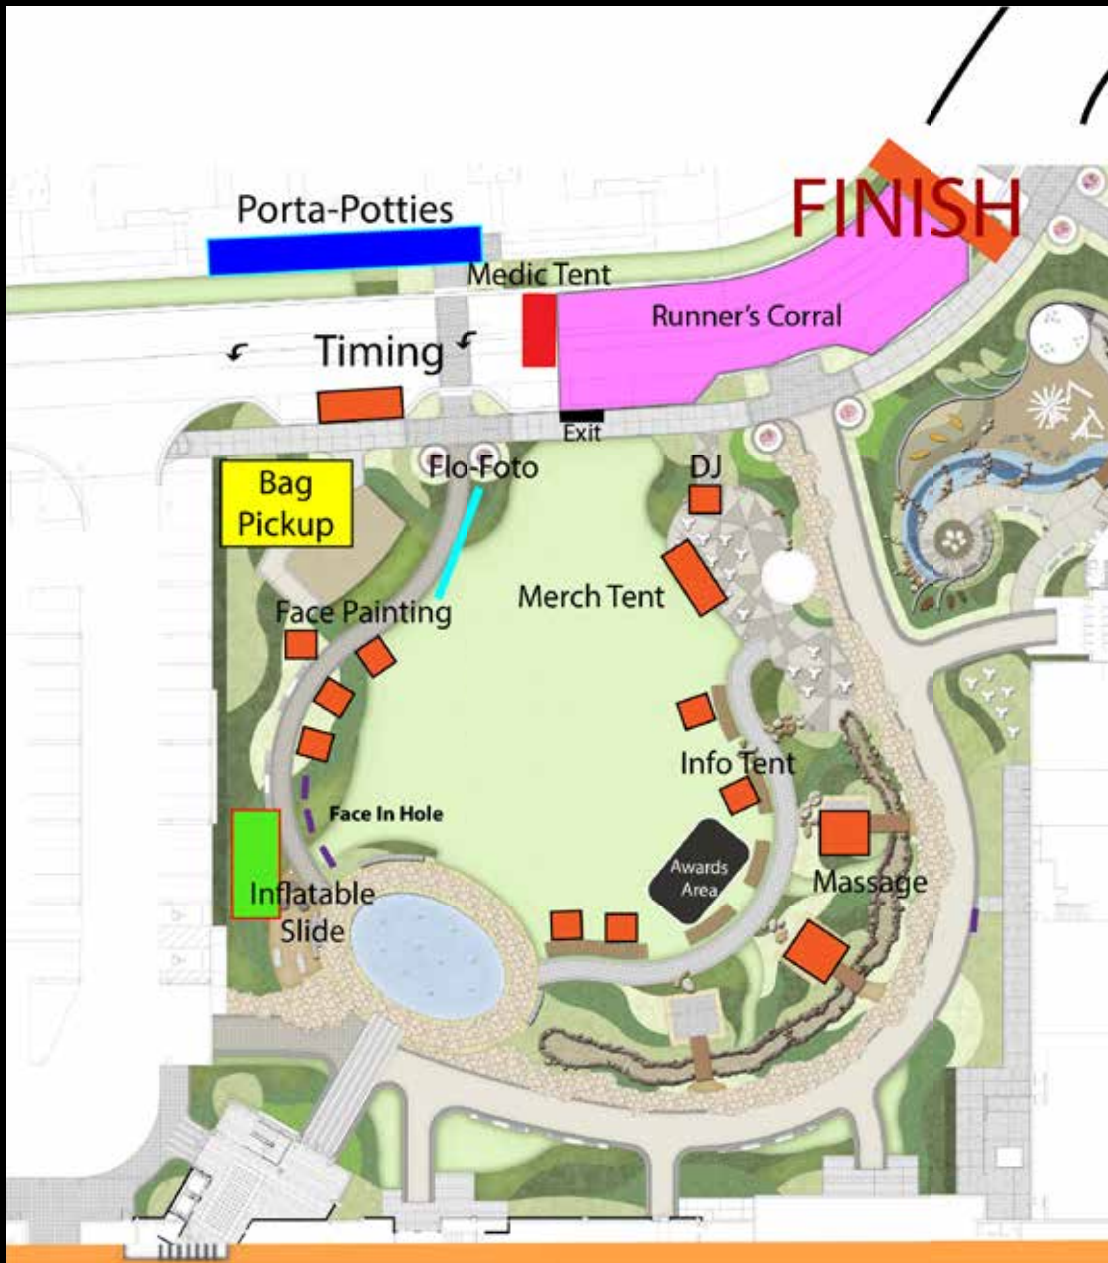 FINISH
Porta-Potties
Medic Tent
Runner's Corral
Timing
Exit
Flo-Foto
DJ
Bag
Pickup
Merch Tent
Face Painting
Info Tent
Face In Hole
Awards
Area
Massage
Inflatable
Slide